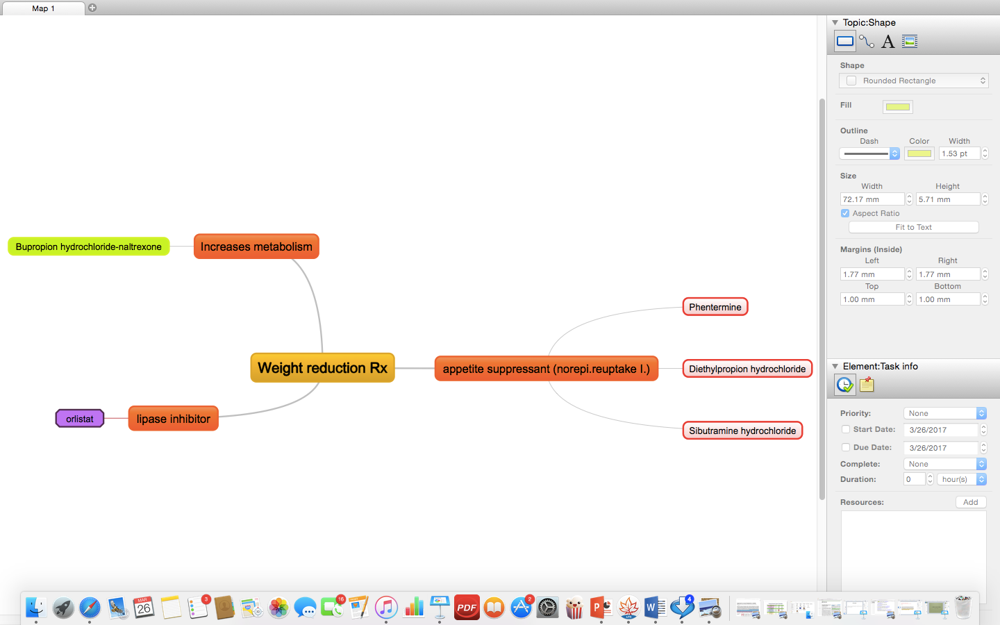 Map 1
Bupropion hydrochloride-naltrexone
Increases metabolism
Phentermine
Weight reduction Rx
appetite suppressant (norepi.reuptake I.)
Diethylpropion hydrochloride
orlistat
lipase inhibitor
Sibutramine hydrochloride
Topic:Shape
A
Shape
Rounded Rectangle
Fill
Outline
Dash Color Width
1.53 pt
Size
Width Height
72.17 mm 5.71 mm
Aspect Ratio
Fit to Text
Margins (Inside)
Left Right
1.77 mm 1.77 mm
Top Bottom
1.00 mm 1.00 mm
Element:Task info
Priority: None
Start Date: 3/26/2017
Due Date: 3/26/2017
Complete: None
Duration: 0 hour(s)
Resources: Add
MAR
26
3
16
PDF
2
P
W
4